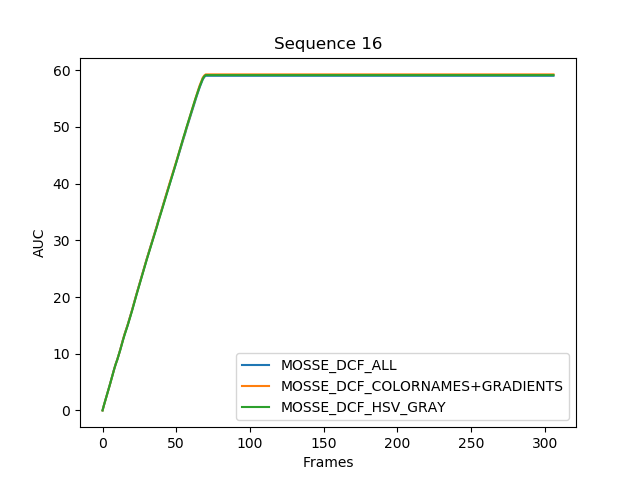 Sequence 16
60
50
40
30
20
10
0
AUC
MOSSE_DCF_ALL
MOSSE_DCF_COLORNAMES+GRADIENTS
MOSSE_DCF_HSV_GRAY
0 50 100 150 200 250 300
Frames